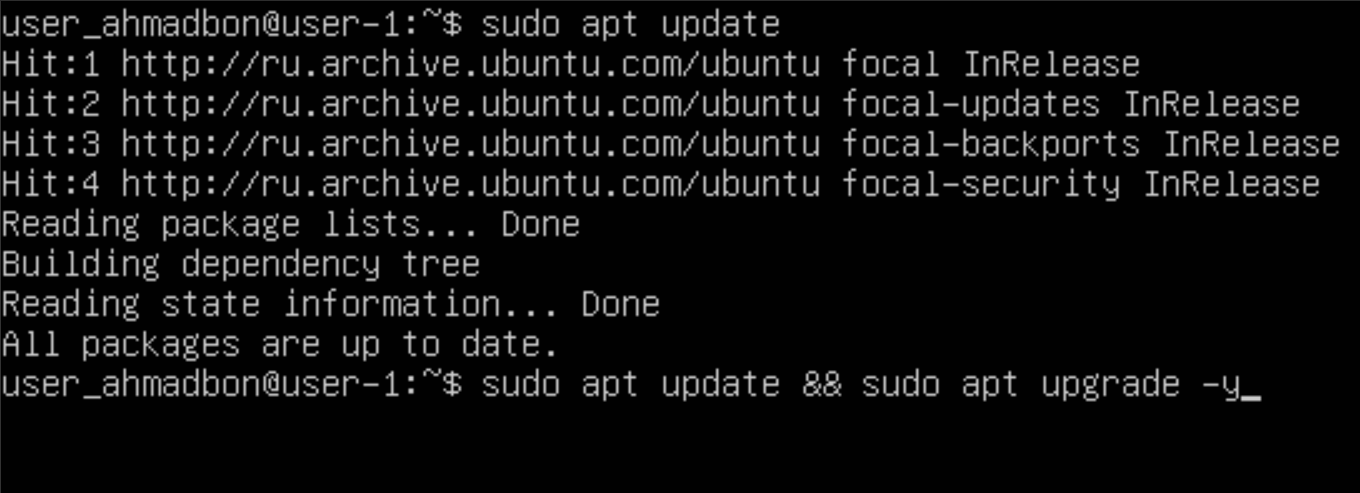 user_ahmadbon@user-1:~$ sudo apt update
Hit:1 http://ru.archive.ubuntu.com/ubuntu focal InRelease
Hit:2 http://ru.archive.ubuntu.com/ubuntu focal-updates InRelease
Hit:3 http://ru.archive.ubuntu.com/ubuntu focal-backports InRelease
Hit:4 http://ru.archive.ubuntu.com/ubuntu focal-security InRelease
Reading package lists... Done
Building dependency tree
Reading state information... Done
All packages are up to date.
user_ahmadbon@user-1:~$ sudo apt update && sudo apt upgrade -y_